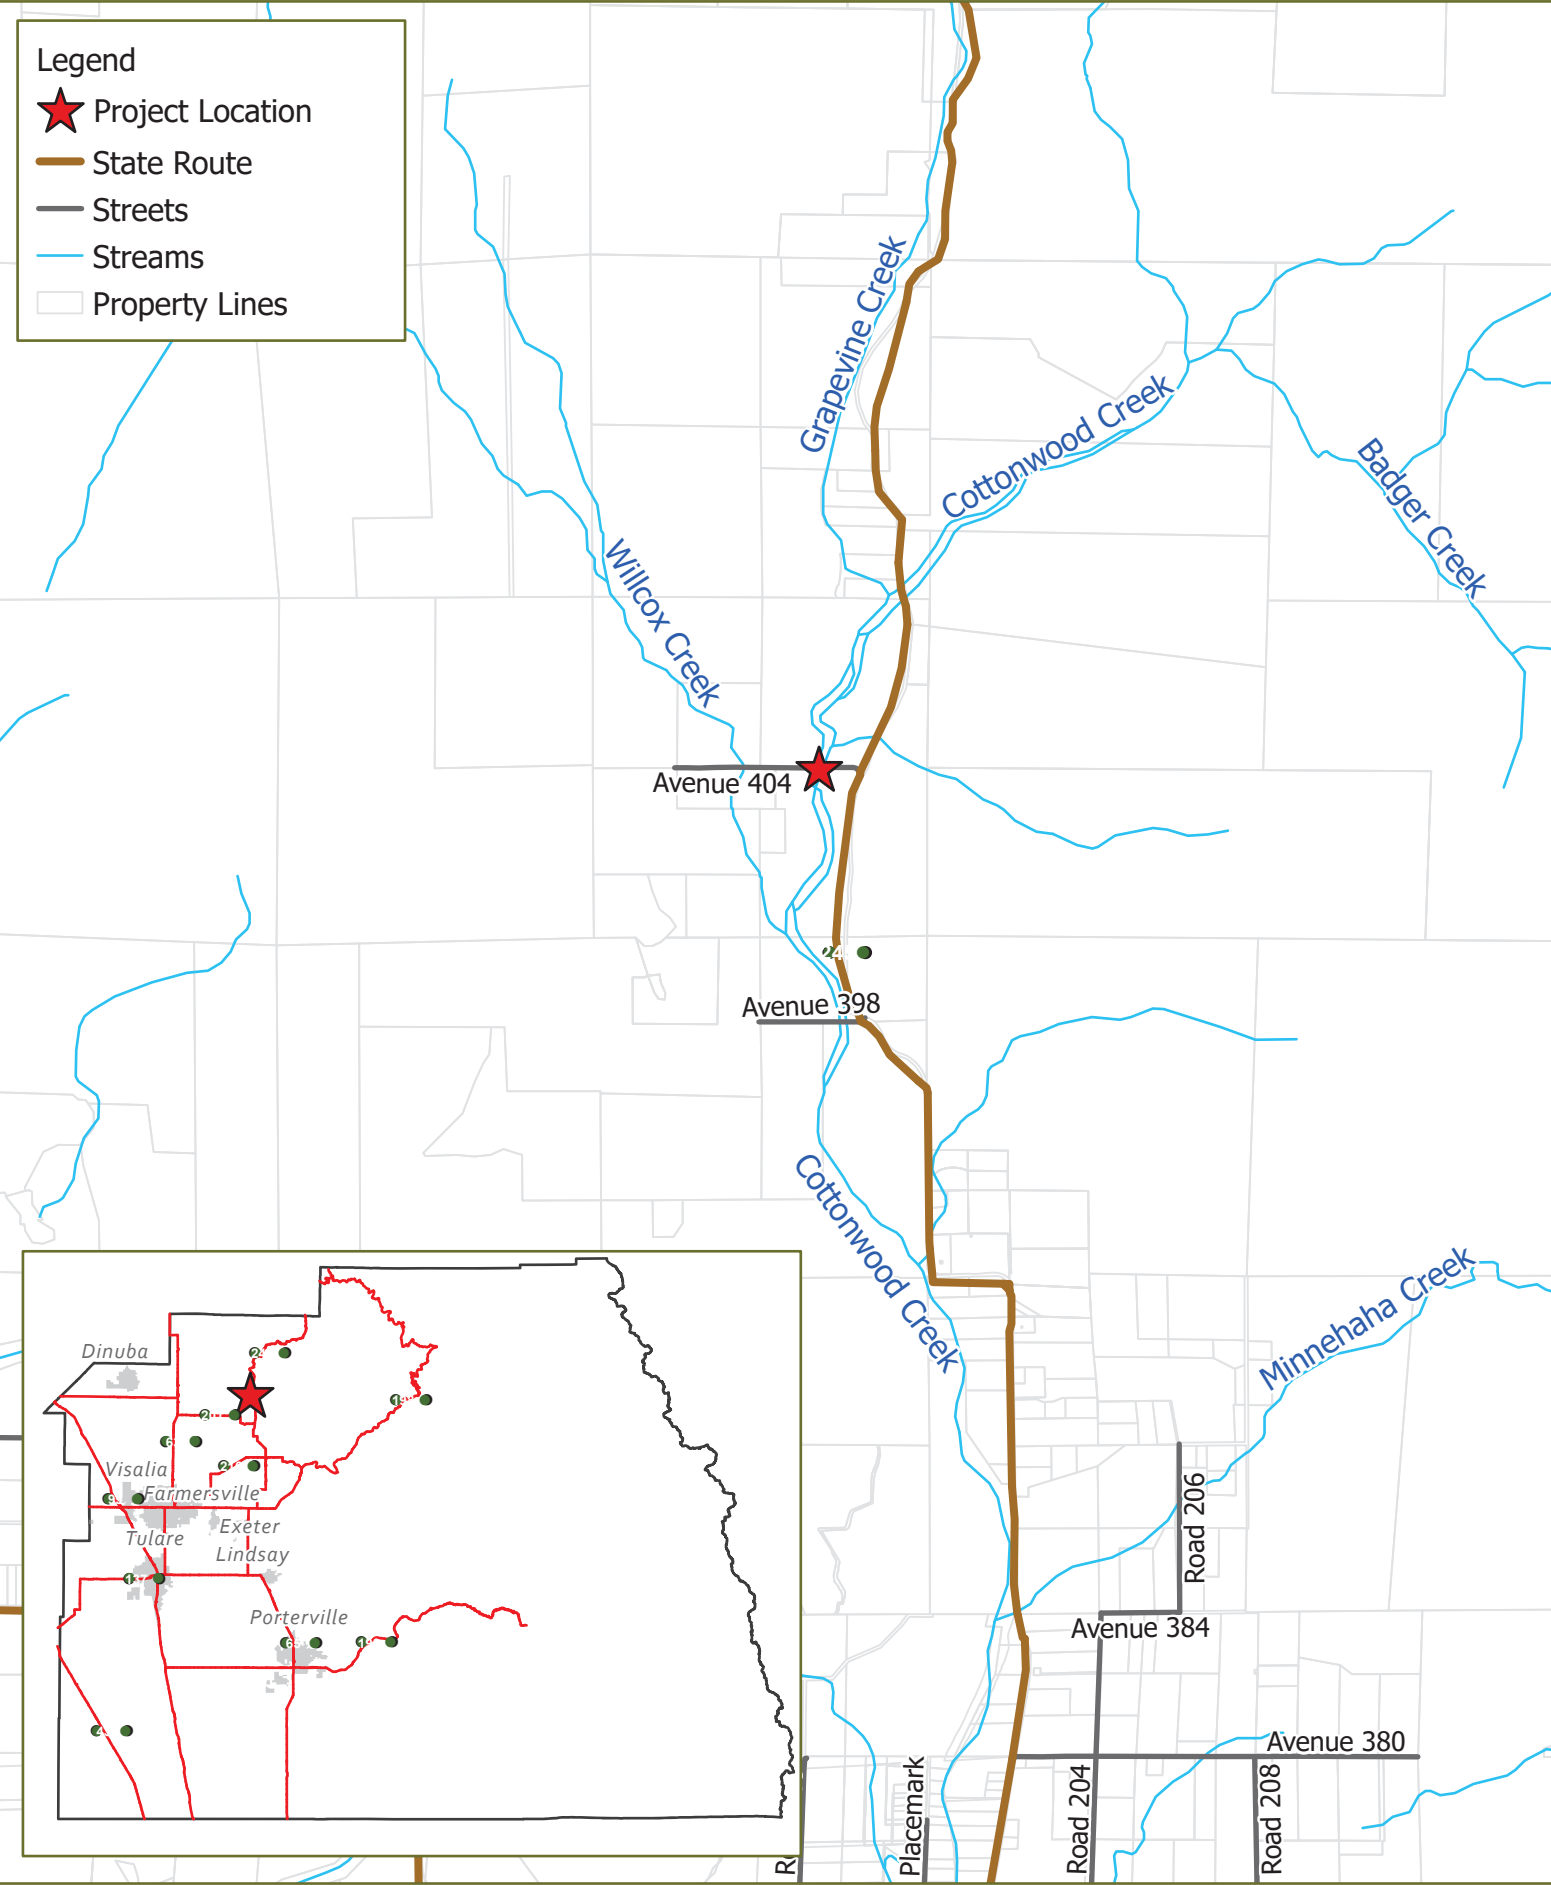 Legend
Project Location
State Route
Streets
Streams
Property Lines
Grapevine Creek
Cottonwood Creek
Badger Creek
Willcox Creek
Avenue 404
Avenue 398
Cottonwood Creek
Minnehaha Creek
Road 206
Avenue 384
Avenue 380
Road 204
Road 208
Placemark
Dinuba
Visalia
Farmersville
Exeter
Tulare
Lindsay
Porterville